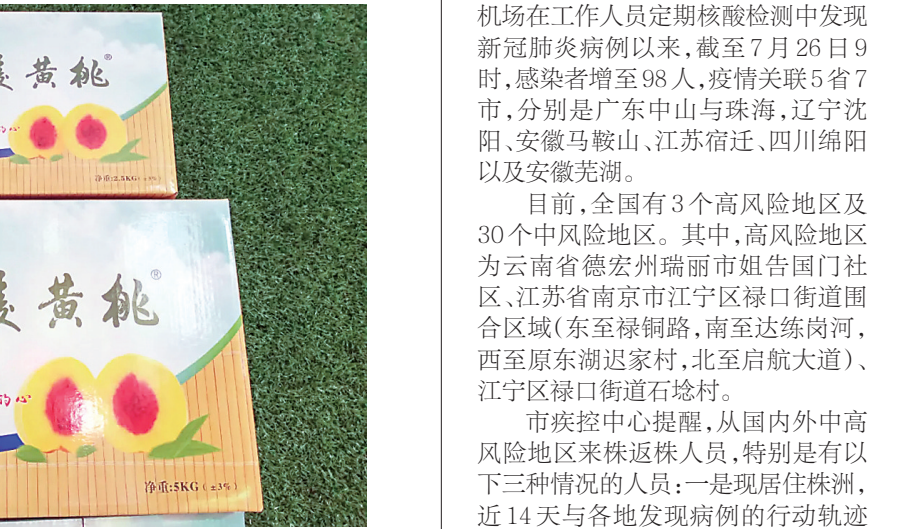 黄桃®
的心
净重:2.5KG(±3%)
黄桃®
的心
净重:5KG(±3%)
机场在工作人员定期核酸检测中发现
新冠肺炎病例以来,截至7月26日9
时,感染者增至98人,疫情关联5省7
市,分别是广东中山与珠海,辽宁沈
阳、安徽马鞍山、江苏宿迁、四川绵阳
以及安徽芜湖。
目前,全国有3个高风险地区及
30个中风险地区。其中,高风险地区
为云南省德宏州瑞丽市姐告国门社
区、江苏省南京市江宁区禄口街道围
合区域(东至禄铜路,南至达练岗河,
西至原东湖迟家村,北至启航大道)、
江宁区禄口街道石埝村。
市疾控中心提醒,从国内外中高
风险地区来株返株人员,特别是有以
下三种情况的人员:一是现居住株洲,
近14天与各地发现病例的行动轨迹